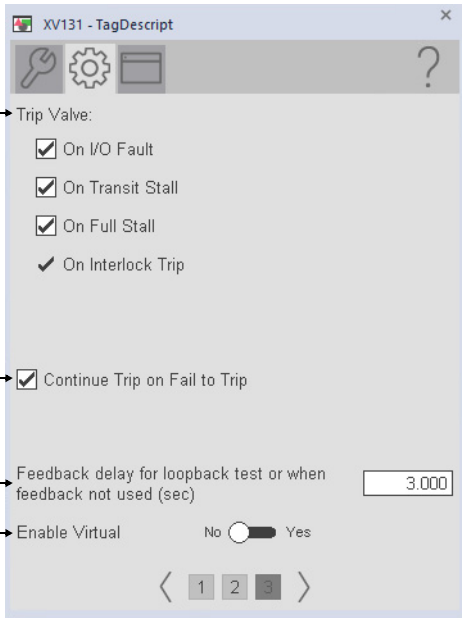 XV131 - TagDescript
?
Trip Valve:
On I/O Fault
On Transit Stall
On Full Stall
On Interlock Trip
Continue Trip on Fail to Trip
Feedback delay for loopback test or when
feedback not used (sec)
3.000
Enable Virtual No Yes
1 2 3